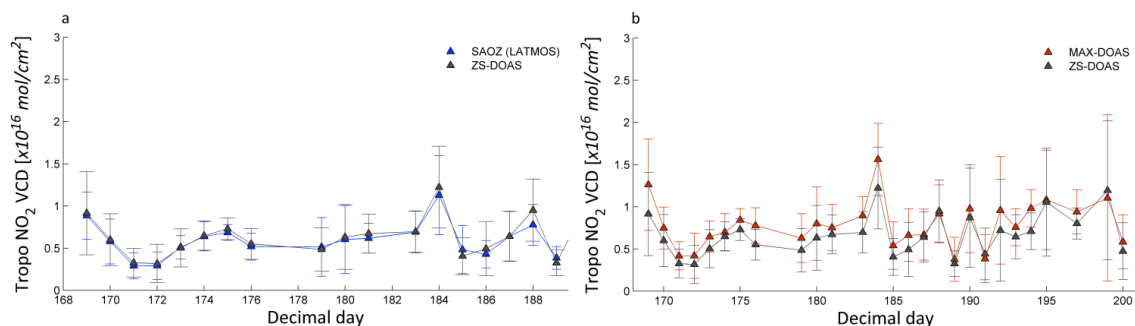 a
Tropo NO2 VCD [x10^16 mol/cm^2]
3
2.5
2
1.5
1
0.5
0
SAOZ (LATMOS)
ZS-DOAS
168 170 172 174 176 178 180 182 184 186 188
Decimal day
b
Tropo NO2 VCD [x10^16 mol/cm^2]
3
2.5
2
1.5
1
0.5
0
MAX-DOAS
ZS-DOAS
170 175 180 185 190 195 200
Decimal day